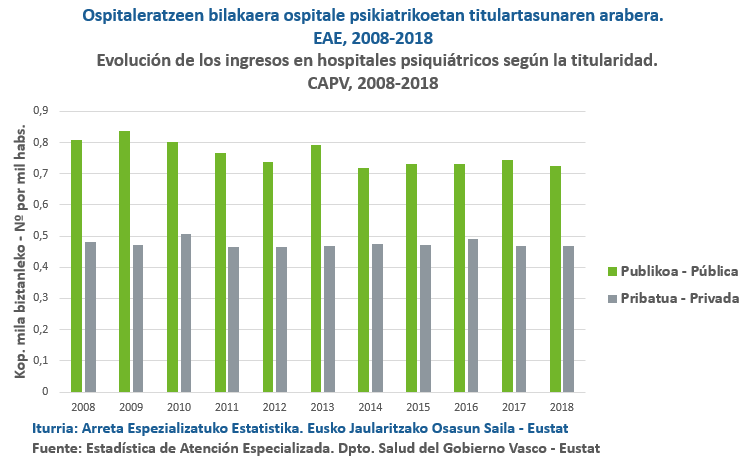 Ospitaleratzeen bilakaera ospitale psikiatrikoetan titulartasunaren arabera.
EAE, 2008-2018
Evolución de los ingresos en hospitales psiquiátricos según la titularidad.
CAPV, 2008-2018
Kop. mila biztanleko - Nº por mil habs.
0,9
0,8
0,7
0,6
0,5
0,4
0,3
0,2
0,1
0
2008 2009 2010 2011 2012 2013 2014 2015 2016 2017 2018
Publikoa - Pública
Pribatua - Privada
Iturria: Arreta Espezializatuko Estatistika. Eusko Jaularitzako Osasun Saila - Eustat
Fuente: Estadística de Atención Especializada. Dpto. Salud del Gobierno Vasco - Eustat